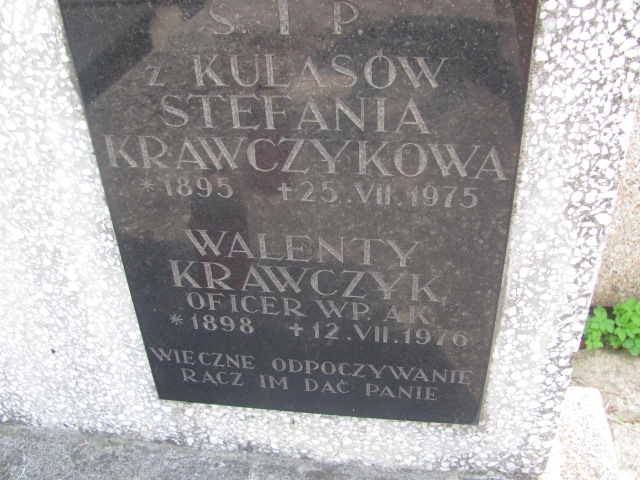 Ś. I P
Z KULASÓW
STEFANIA
KRAWCZYKOWA
*1895 +25.VII.1975
WALENTY
KRAWCZYK
OFICER WP. AK
*1898 +12.VII.1976
WIECZNE ODPOCZYWANIE
RACZ IM DAĆ PANIE